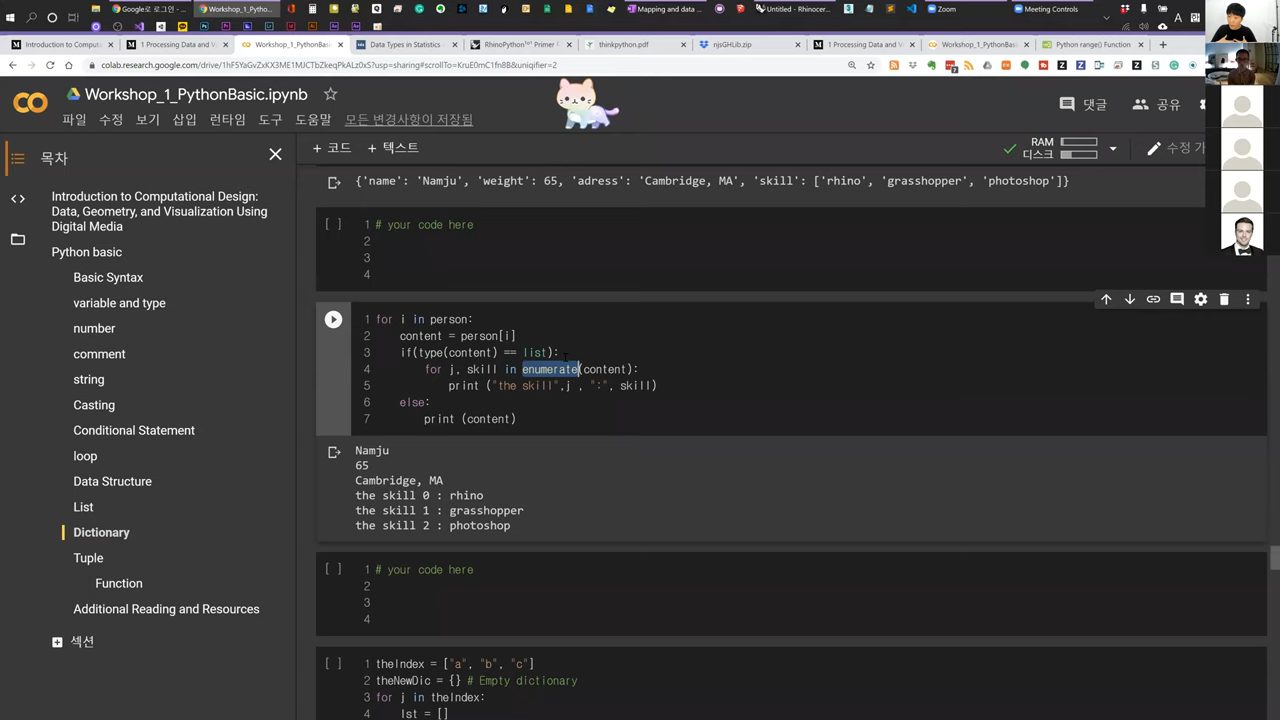 Google로 로그인 -
Workshop_1_Pytho
Mapping and data
Untitled - Rhinocer
Zoom
Meeting Controls
Introduction to Comput
1 Processing Data and V
Workshop_1_PythonBasi
Data Types in Statistics
RhinoPython™ Primer
thinkpython.pdf
njsGHLib.zip
1 Processing Data and V
Workshop_1_PythonBas
Python range() Function
colab.research.google.com/drive/1hF5YaGvZxKX3ME1MJCTbZkeqPkALz0xS?usp=sharing#scrollTo=KruE0mC1fn8B&uniqifier=2
Workshop_1_PythonBasic.ipynb
댓글
공유
파일 수정 보기 삽입 런타임 도구 도움말 모든 변경사항이 저장됨
목차
+ 코드 + 텍스트
RAM
디스크
수정
Introduction to Computational Design:
Data, Geometry, and Visualization Using
Digital Media
Python basic
Basic Syntax
variable and type
number
comment
string
Casting
Conditional Statement
loop
Data Structure
List
Dictionary
Tuple
Function
Additional Reading and Resources
섹션
{'name': 'Namju', 'weight': 65, 'adress': 'Cambridge, MA', 'skill': ['rhino', 'grasshopper', 'photoshop']}
[ ] 1 # your code here
2
3
4
1 for i in person:
2 content = person[i]
3 if(type(content) == list):
4 for j, skill in enumerate(content):
5 print ("the skill",j , ":", skill)
6 else:
7 print (content)
Namju
65
Cambridge, MA
the skill 0 : rhino
the skill 1 : grasshopper
the skill 2 : photoshop
[ ] 1 # your code here
2
3
4
[ ] 1 theIndex = ["a", "b", "c"]
2 theNewDic = {} # Empty dictionary
3 for j in theIndex:
4 lst = []